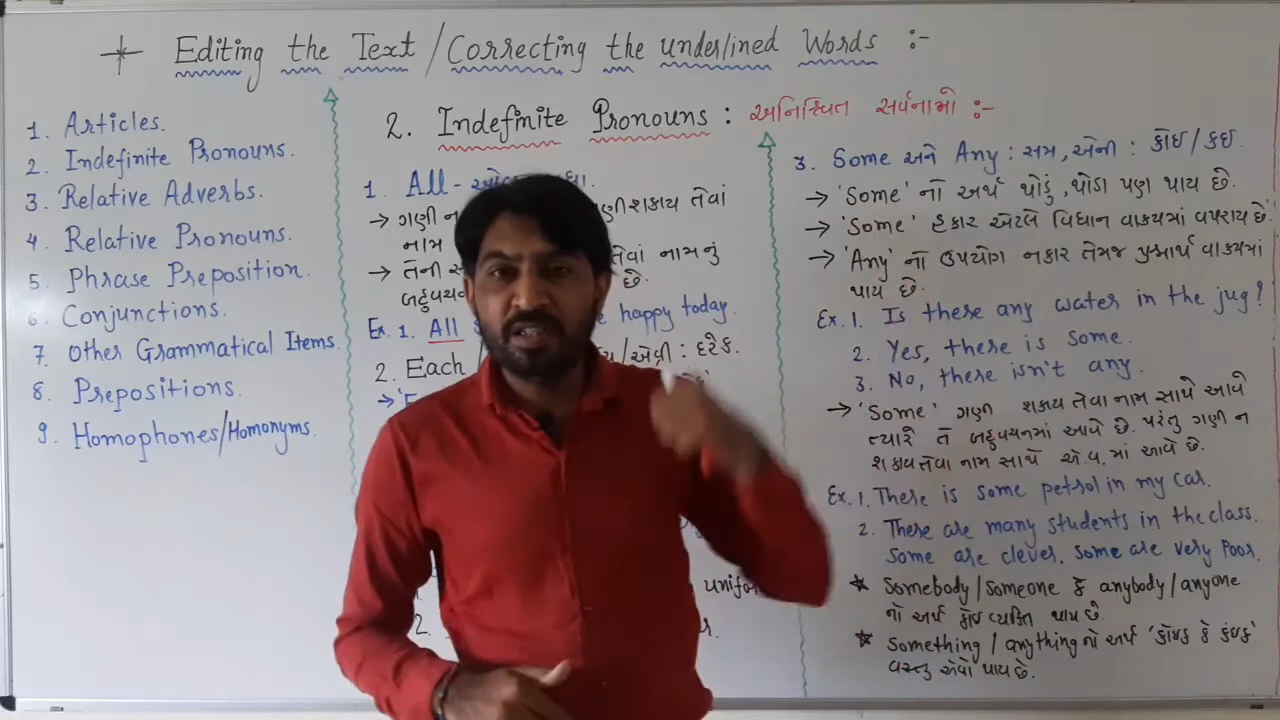 Editing the Text / Correcting the underlined Words :-
1. Articles.
2. Indefinite Pronouns.
3. Relative Adverbs.
4. Relative Pronouns.
5. Phrase Preposition.
6. Conjunctions.
7. Other Grammatical Items.
8. Prepositions.
9. Homophones/Homonyms.
2. Indefinite Pronouns : અનિશ્ચિત સર્વનામો :-
1. All -
→ ગણી ન શકાય તેવાં
નામ તેવાં નામનું
→ તેની
છે.
Ex. 1. All happy today.
2. Each / : દરેક.
→
uniform
2.
3. Some અને Any : સમ, એની : કોઇ/કંઇ.
→ 'Some' નો અર્થ થોડું, થોડા પણ થાય છે.
→ 'Some' હકાર એટલે વિધાન વાક્યમાં વપરાય છે.
→ 'Any' નો ઉપયોગ નકાર તેમજ પ્રશ્નાર્થ વાક્યમાં
થાય છે.
Ex. 1. Is there any water in the jug?
2. Yes, there is some.
3. No, there isn't any.
→ 'Some' ગણી શકાય તેવા નામ સાથે આવે
ત્યારે તે બહુવચનમાં આવે છે. પરંતુ ગણી ન
શકાય તેવા નામ સાથે એ.વ. માં આવે છે.
Ex. 1. There is some petrol in my car.
2. There are many students in the class.
Some are clever. Some are very poor.
* Somebody/someone કે anybody/anyone
નો અર્થ કોઇ વ્યક્તિ થાય છે
* Something / anything નો અર્થ 'કોઇક કે કંઇક'
વસ્તુ એવો થાય છે.